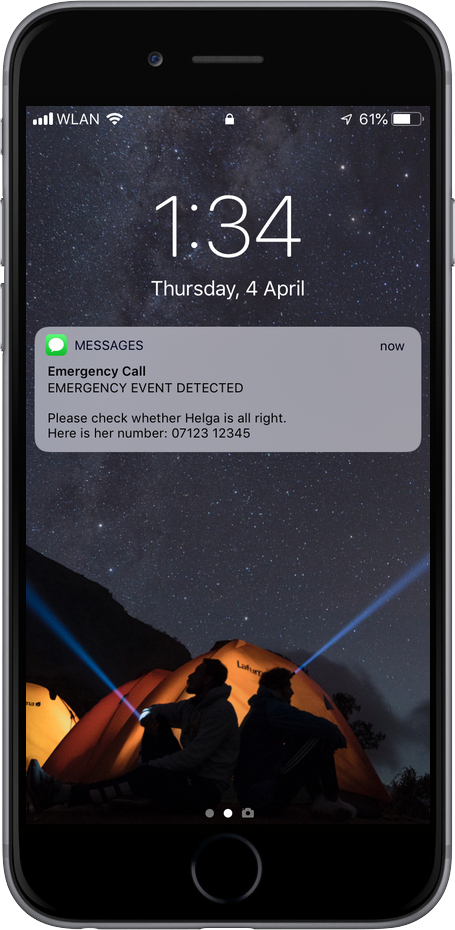 WLAN 61%
1:34
Thursday, 4 April
MESSAGES now
Emergency Call
EMERGENCY EVENT DETECTED
Please check whether Helga is all right.
Here is her number: 07123 12345